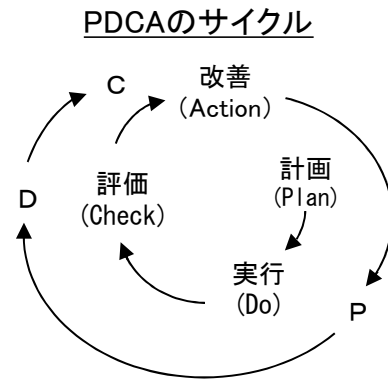 PDCAのサイクル
C
改善
(Action)
計画
(Plan)
評価
(Check)
D
実行
(Do)
P